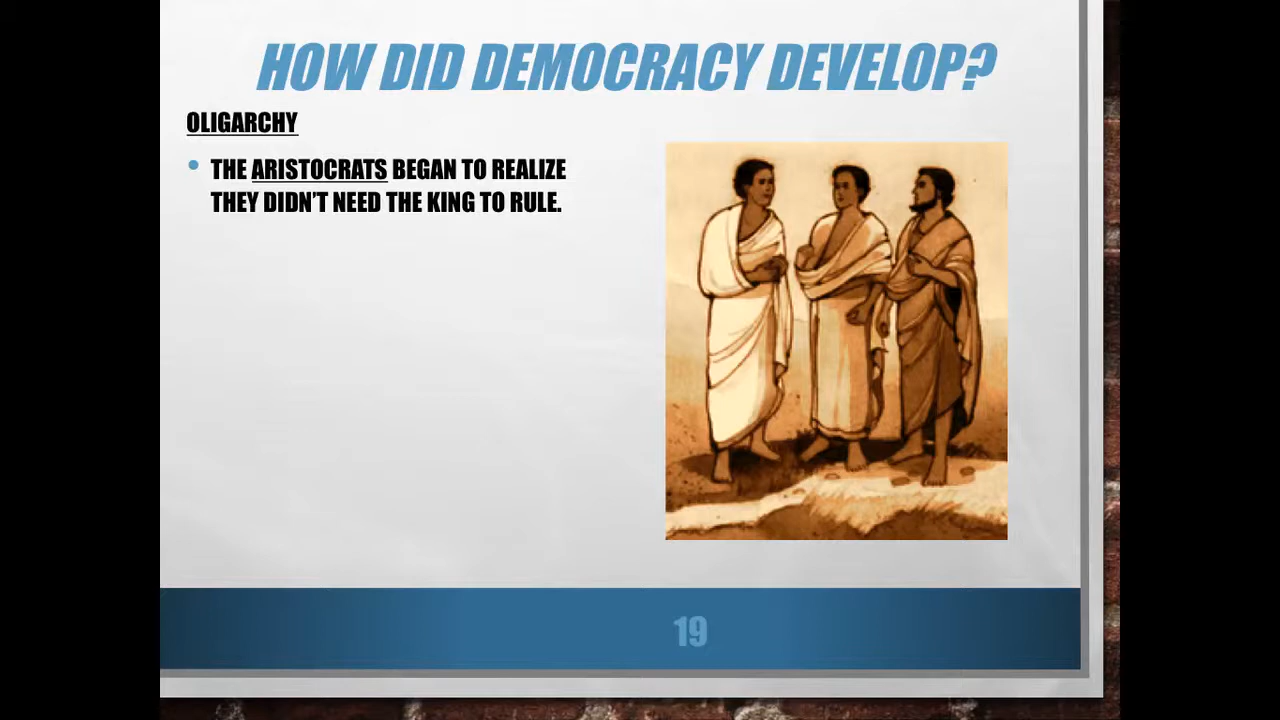 HOW DID DEMOCRACY DEVELOP?
OLIGARCHY
• THE ARISTOCRATS BEGAN TO REALIZE
THEY DIDN'T NEED THE KING TO RULE.
19